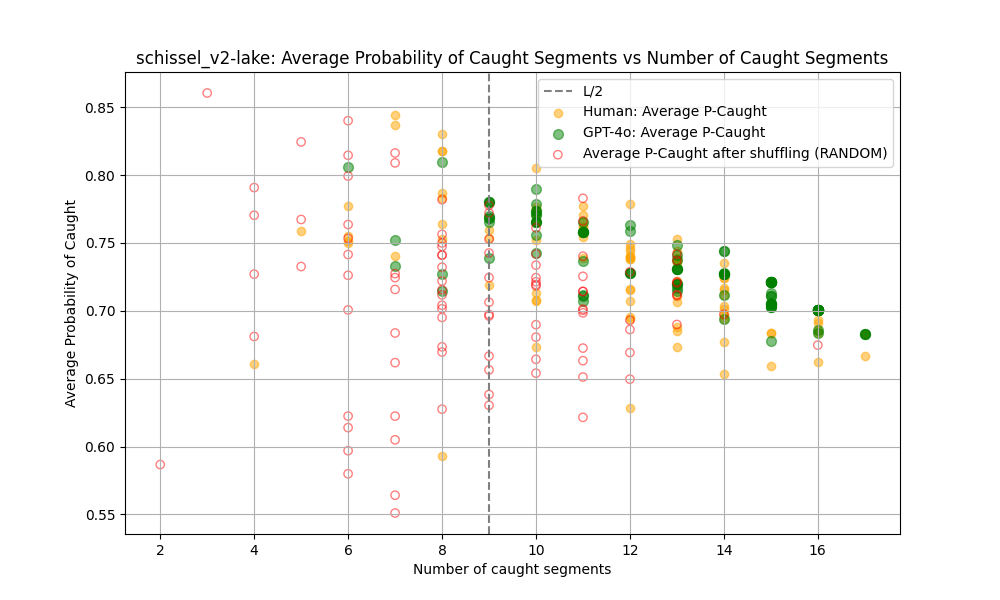 schissel_v2-lake: Average Probability of Caught Segments vs Number of Caught Segments
L/2
Human: Average P-Caught
GPT-4o: Average P-Caught
Average P-Caught after shuffling (RANDOM)
Average Probability of Caught
0.85
0.80
0.75
0.70
0.65
0.60
0.55
2 4 6 8 10 12 14 16
Number of caught segments